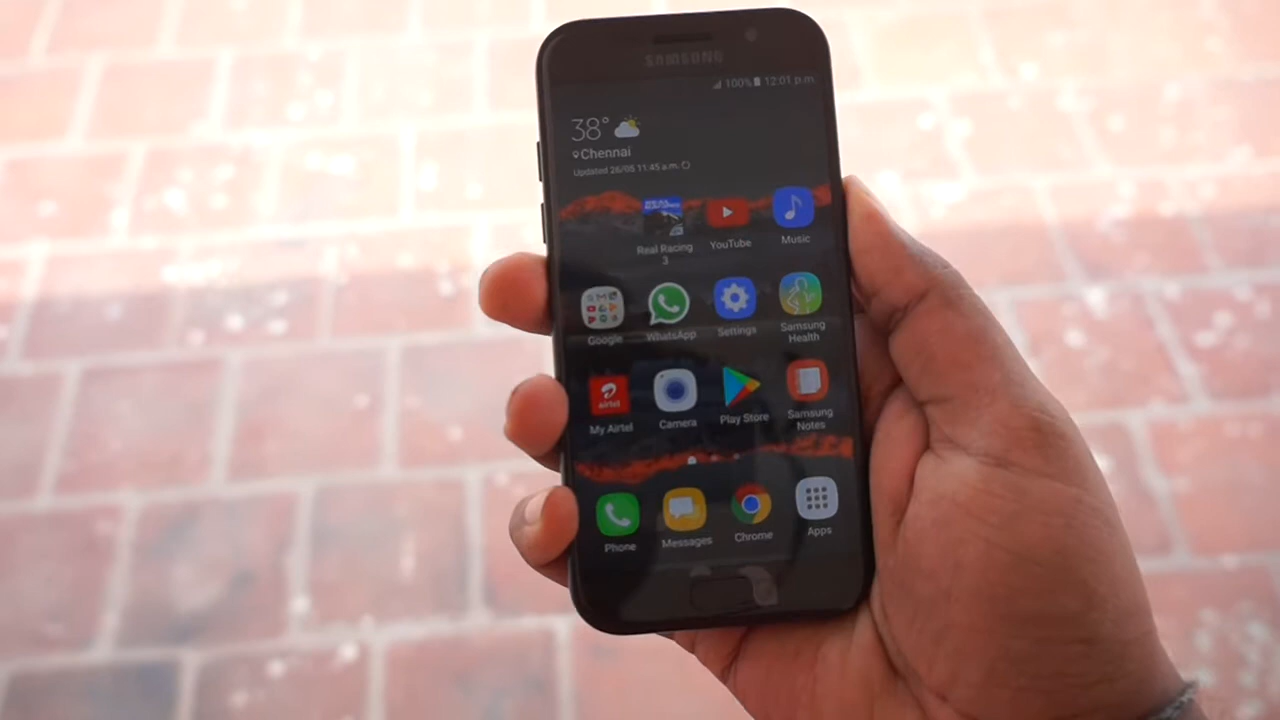 SAMSUNG
100% 12:01 p.m.
38°
Chennai
Updated 26/05 11:45 a.m.
Real Racing
3
YouTube
Music
Google
WhatsApp
Settings
Samsung
Health
airtel
My Airtel
Camera
Play Store
Samsung
Notes
Phone
Messages
Chrome
Apps